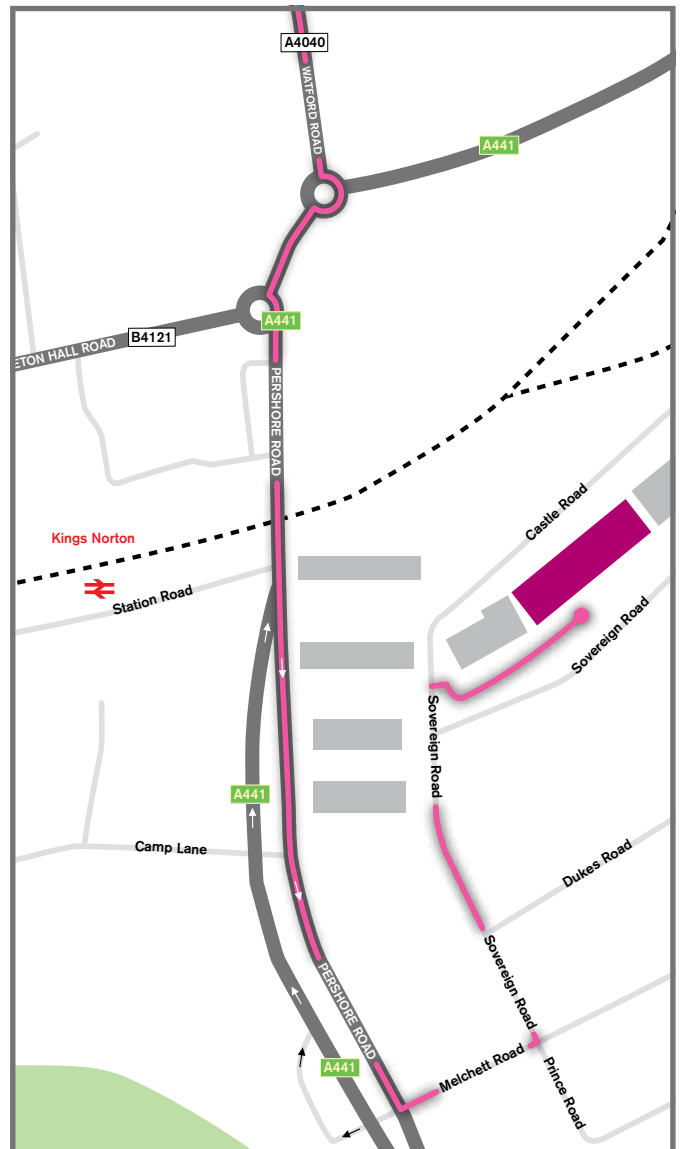 A4040
WATFORD ROAD
A441
A441
B4121
ETON HALL ROAD
PERSHORE ROAD
Castle Road
Kings Norton
Station Road
Sovereign Road
Sovereign Road
A441
Camp Lane
Dukes Road
Sovereign Road
PERSHORE ROAD
A441
Melchett Road
Prince Road